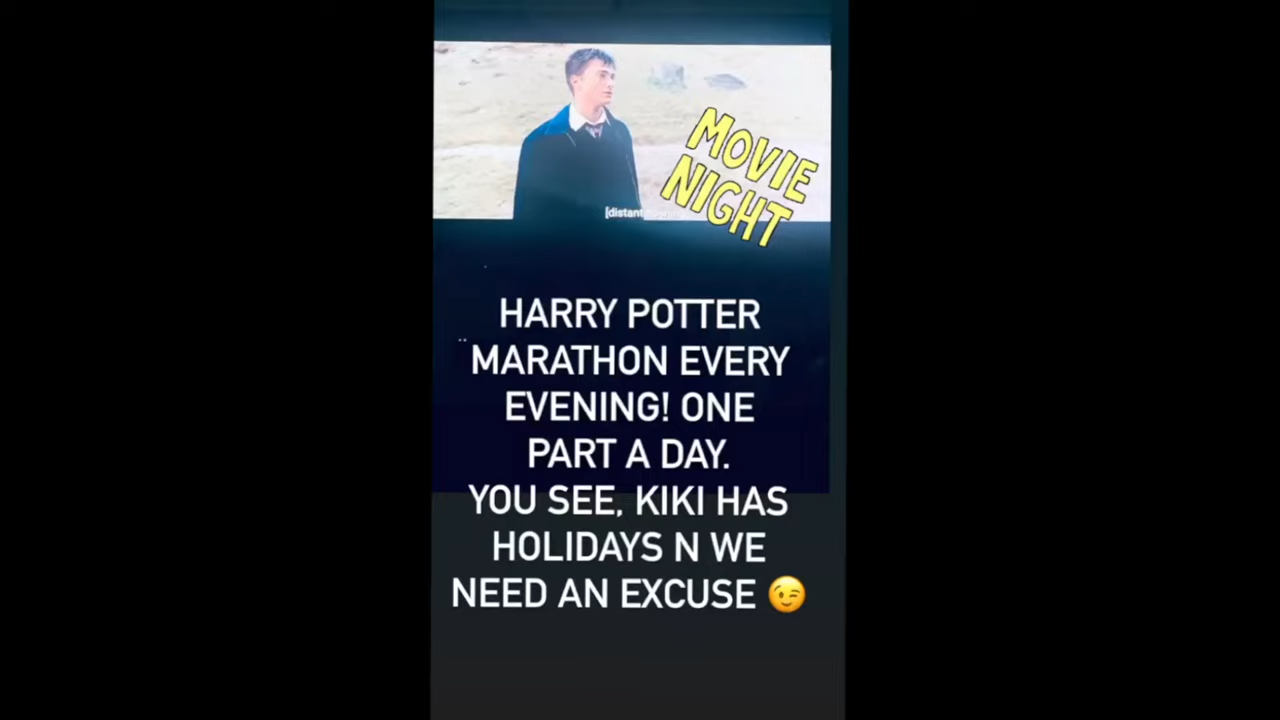 MOVIE
NIGHT
[distant
HARRY POTTER
MARATHON EVERY
EVENING! ONE
PART A DAY.
YOU SEE, KIKI HAS
HOLIDAYS N WE
NEED AN EXCUSE 😉